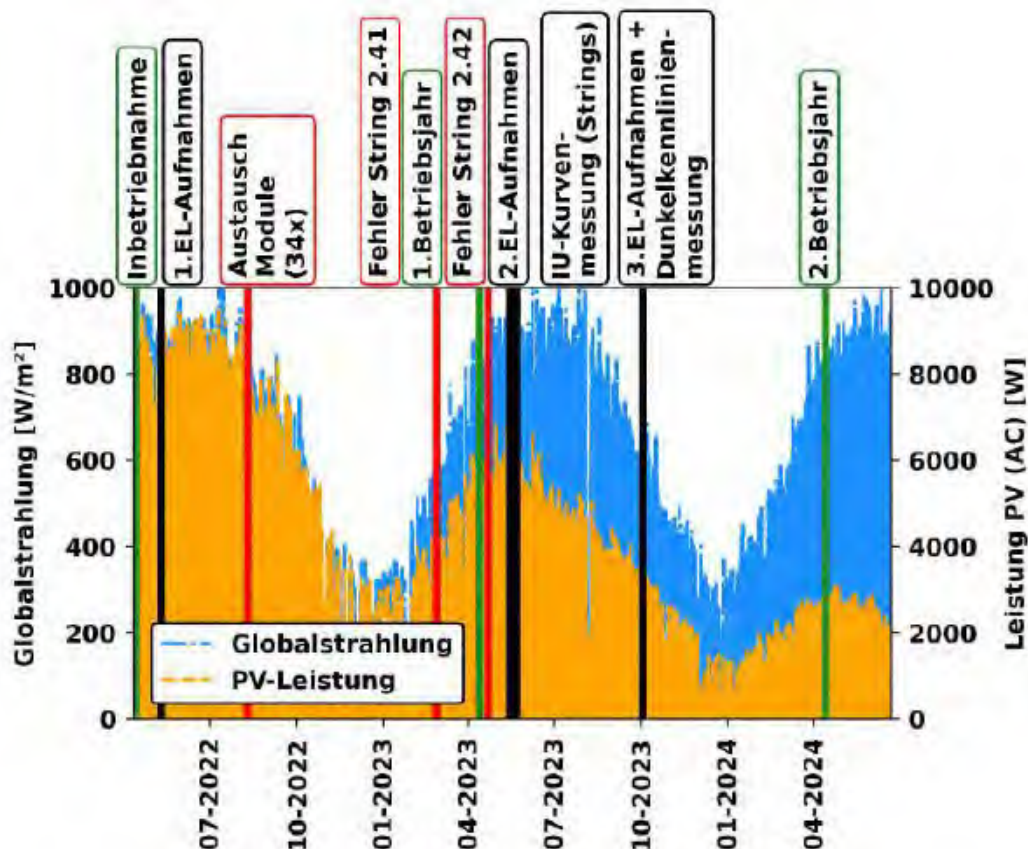 Inbetriebnahme
1.EL-Aufnahmen
Austausch
Module
(34x)
Fehler String 2.41
1.Betriebsjahr
Fehler String 2.42
2.EL-Aufnahmen
IU-Kurven-
messung (Strings)
3.EL-Aufnahmen +
Dunkelkennlinien-
messung
2.Betriebsjahr
Globalstrahlung [W/m²]
1000
800
600
400
200
0
10000
8000
6000
4000
2000
0
Leistung PV (AC) [W]
Globalstrahlung
PV-Leistung
07-2022
10-2022
01-2023
04-2023
07-2023
10-2023
01-2024
04-2024